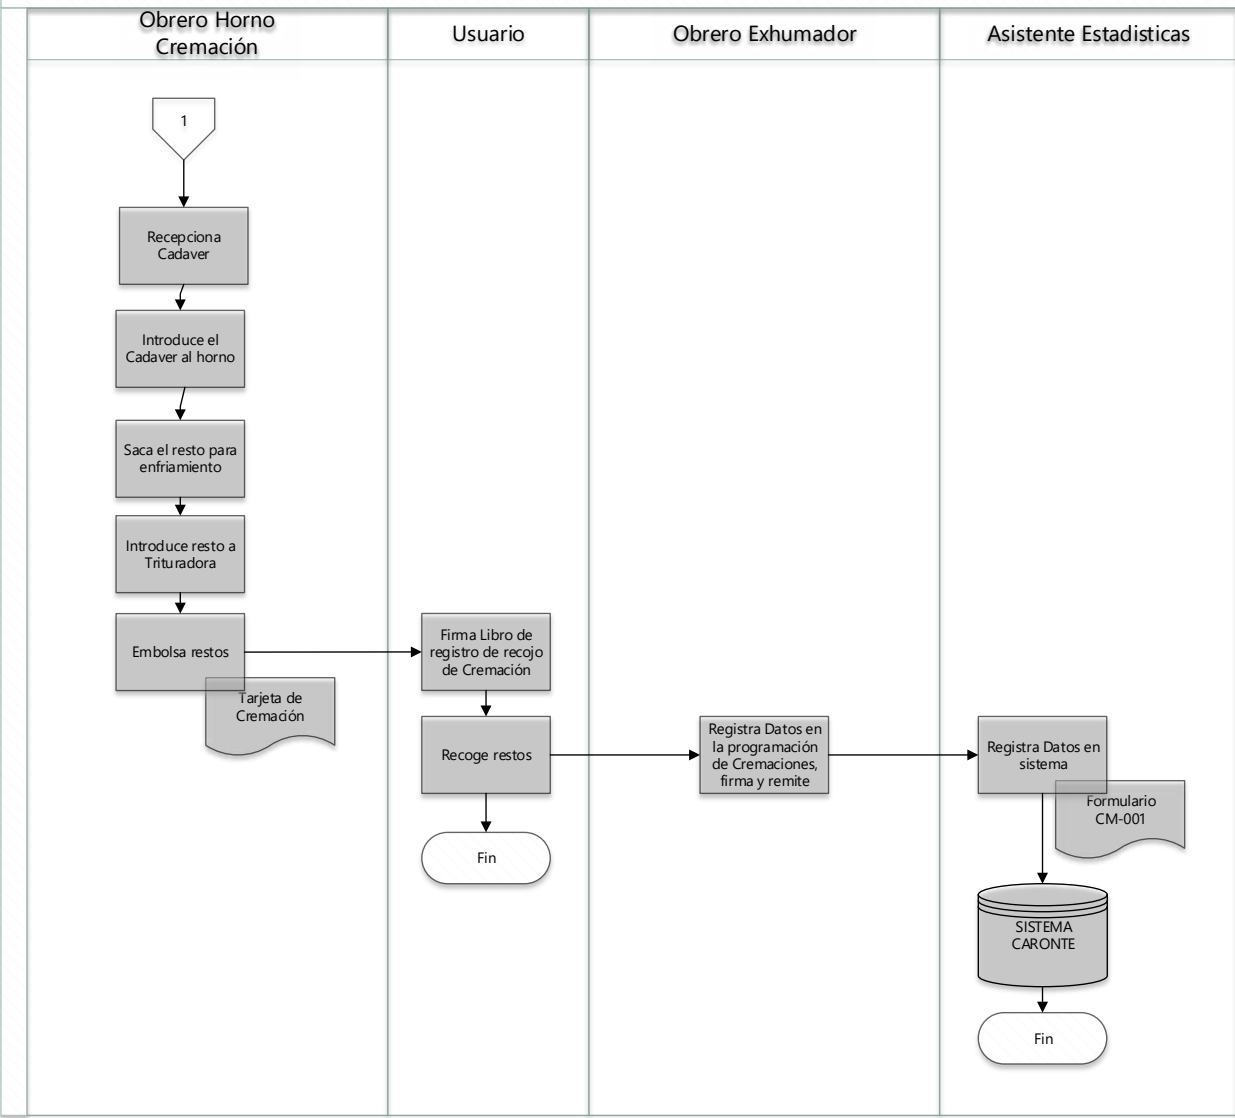 Obrero Horno
Cremación
Usuario
Obrero Exhumador
Asistente Estadisticas
1
Recepciona
Cadaver
Introduce el
Cadaver al horno
Saca el resto para
enfriamiento
Introduce resto a
Trituradora
Embolsa restos
Tarjeta de
Cremación
Firma Libro de
registro de recojo
de Cremación
Recoge restos
Fin
Registra Datos en
la programación
de Cremaciones,
firma y remite
Registra Datos en
sistema
Formulario
CM-001
SISTEMA
CARONTE
Fin